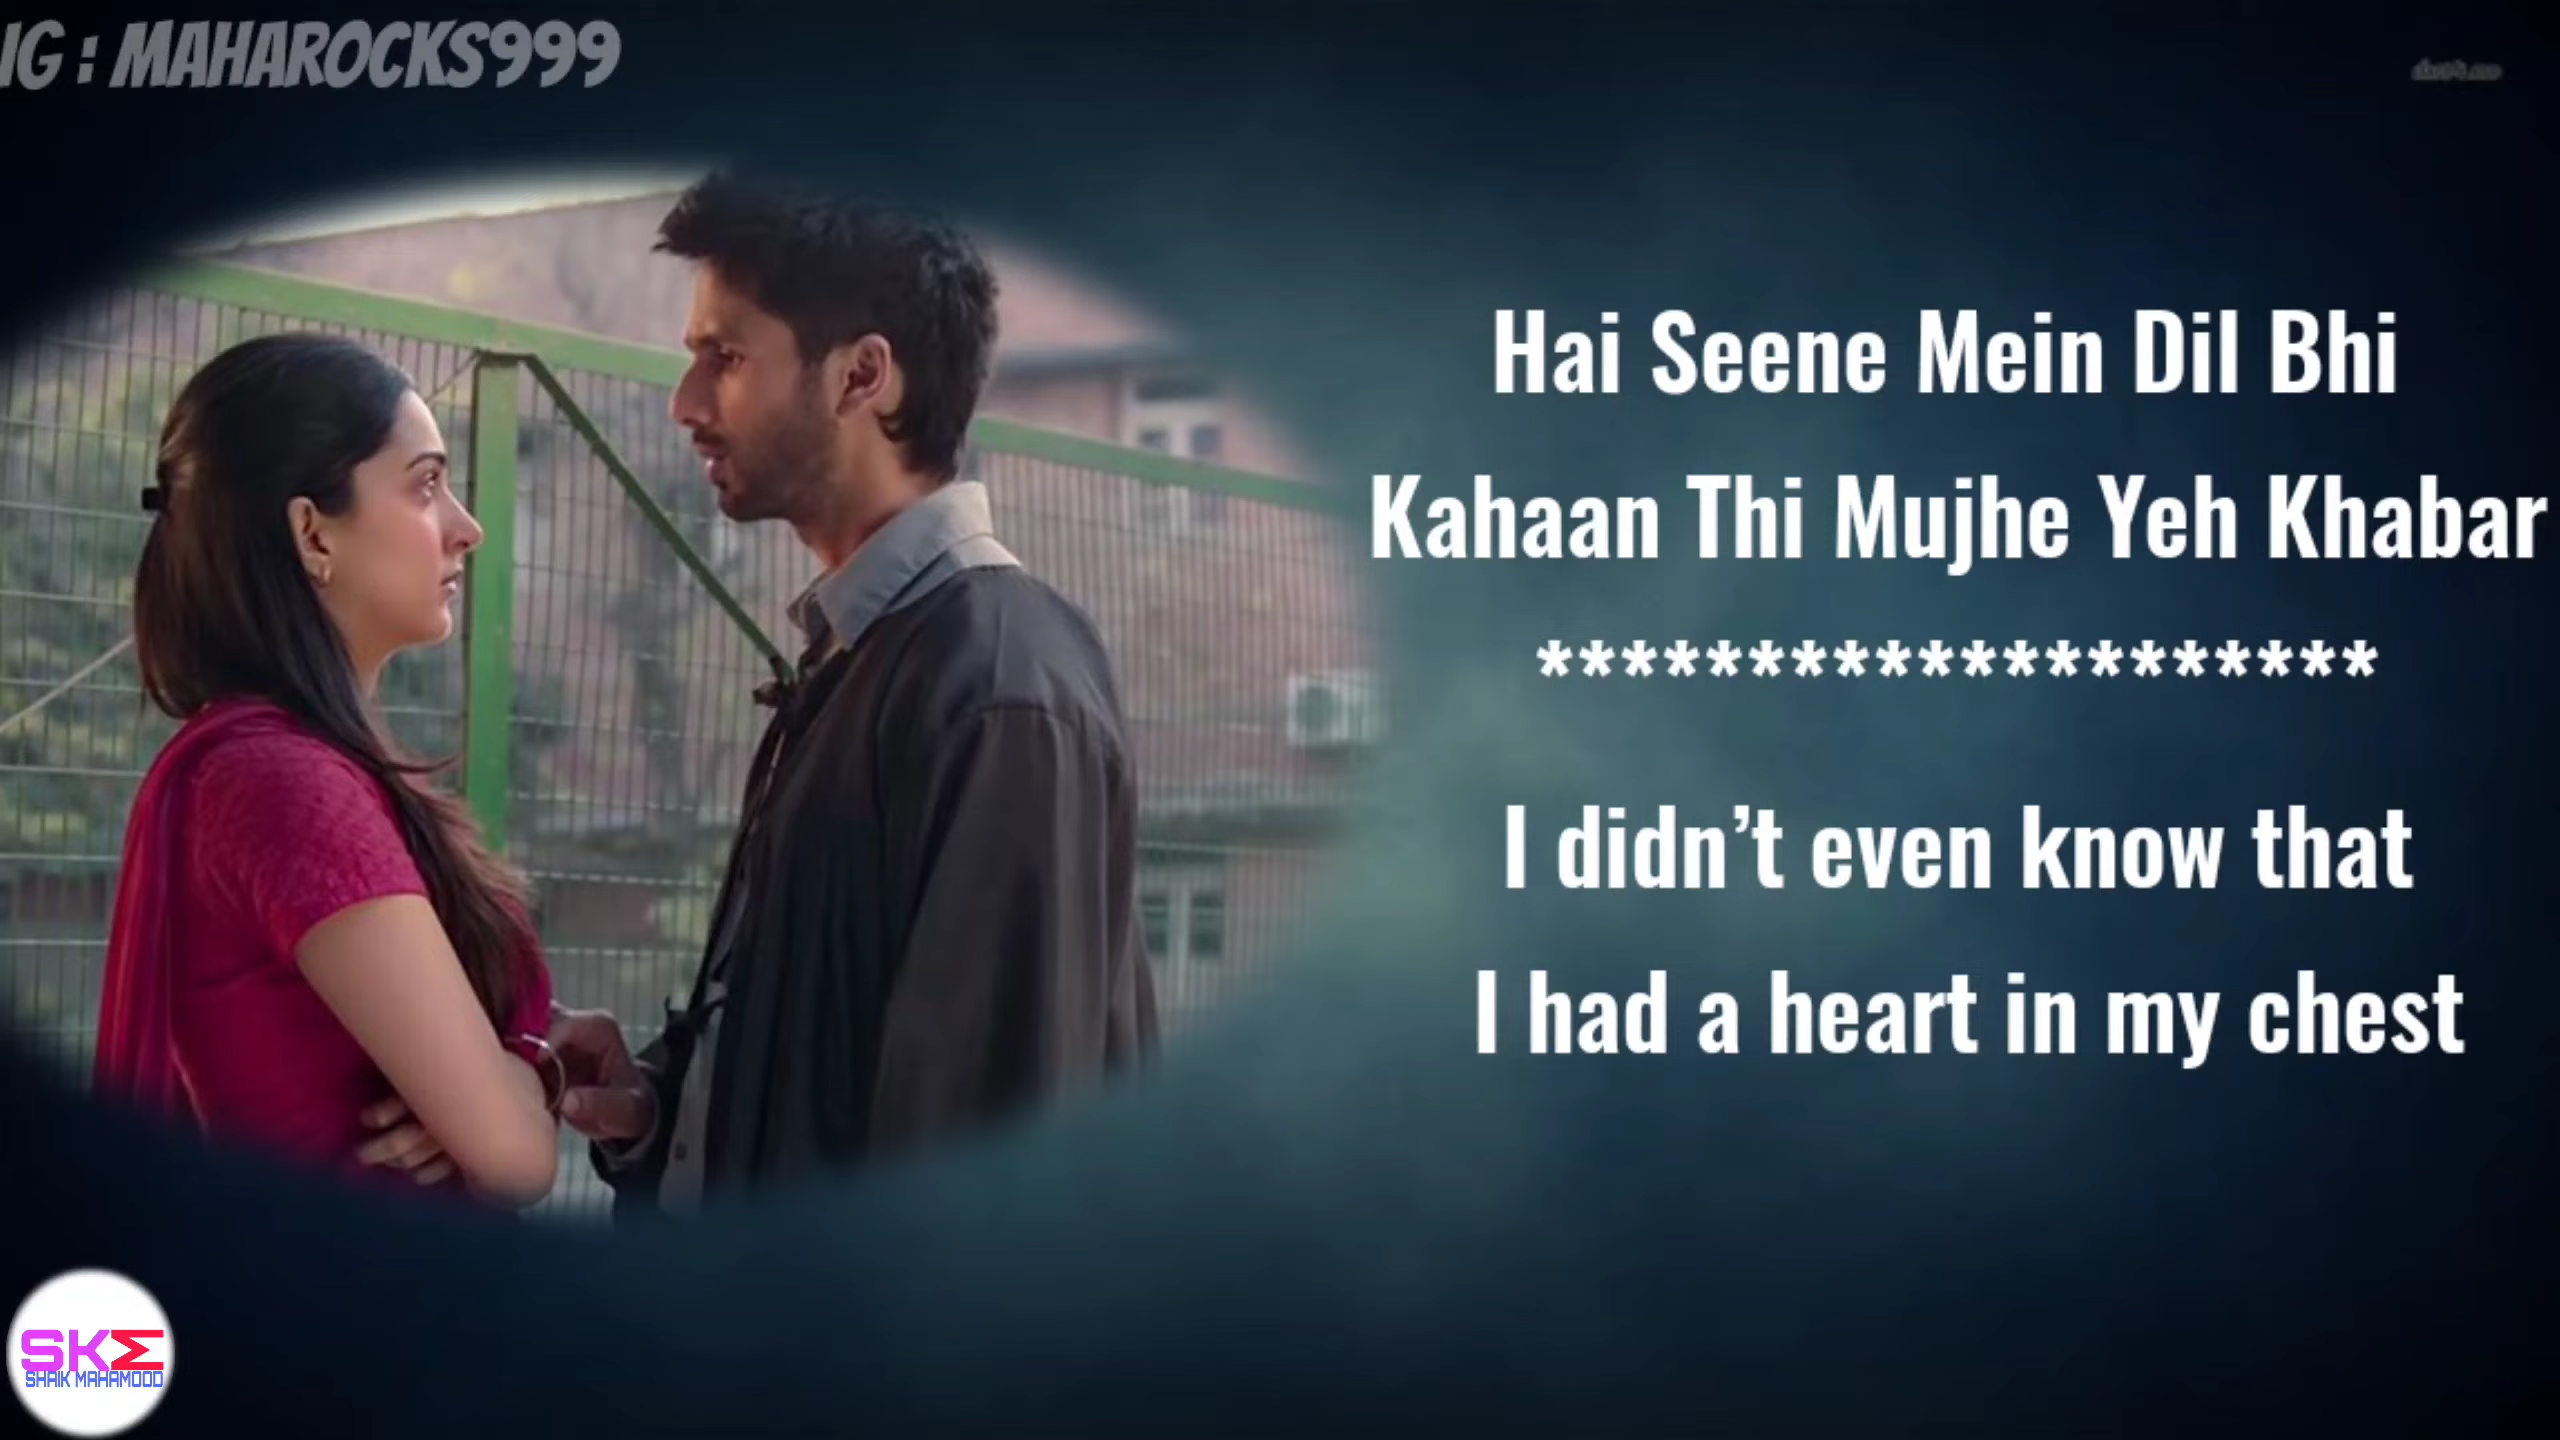 IG : MAHAROCKS999
Hai Seene Mein Dil Bhi
Kahaan Thi Mujhe Yeh Khabar
********************
I didn’t even know that
I had a heart in my chest
SKΣ
SHAIK MAHAMOOD